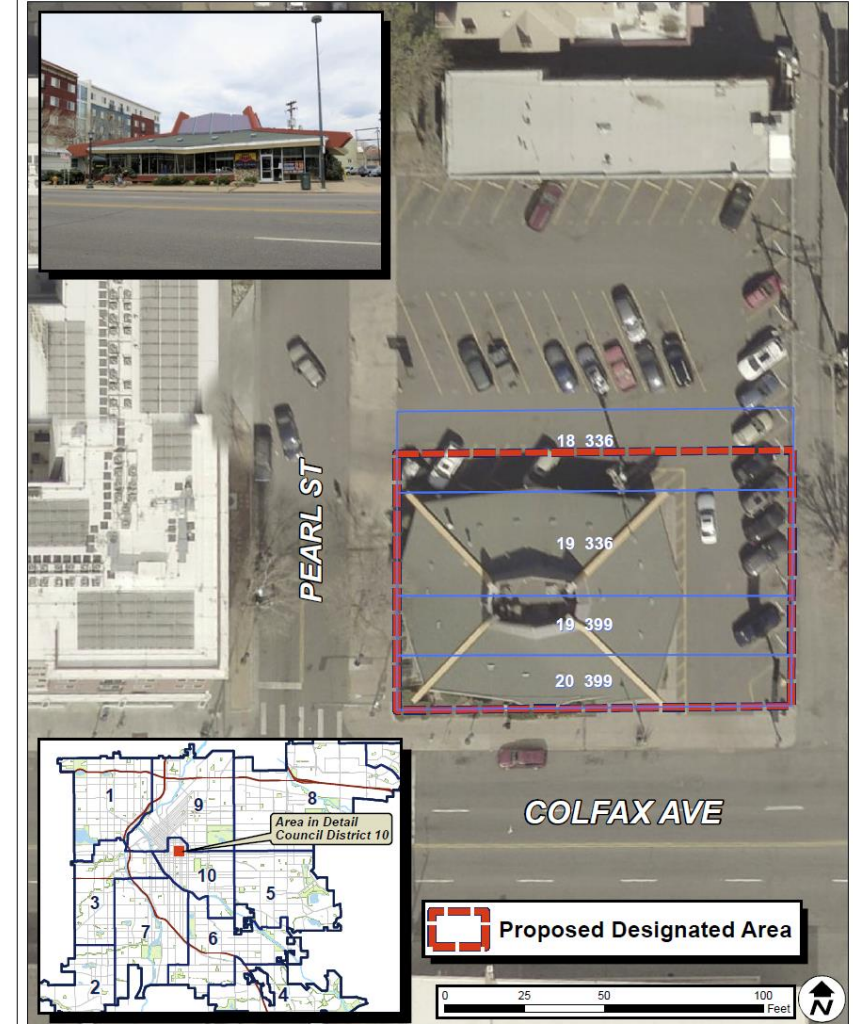 18 336
19 336
19 399
20 399
PEARL ST
COLFAX AVE
1
9
8
Area in Detail
Council District 10
10
3
5
7
6
2
4
Proposed Designated Area
0 25 50 100
Feet
N